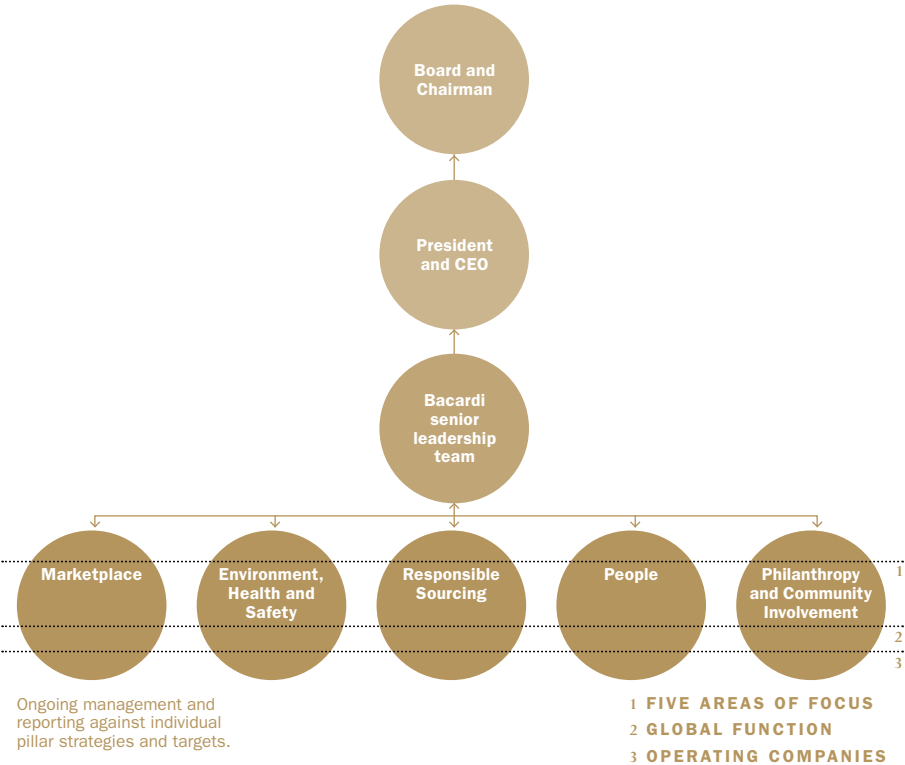 Board and
Chairman
President
and CEO
Bacardi
senior
leadership
team
Marketplace
Environment,
Health and
Safety
Responsible
Sourcing
People
Philanthropy
and Community
Involvement
1
2
3
Ongoing management and
reporting against individual
pillar strategies and targets.
1 FIVE AREAS OF FOCUS
2 GLOBAL FUNCTION
3 OPERATING COMPANIES